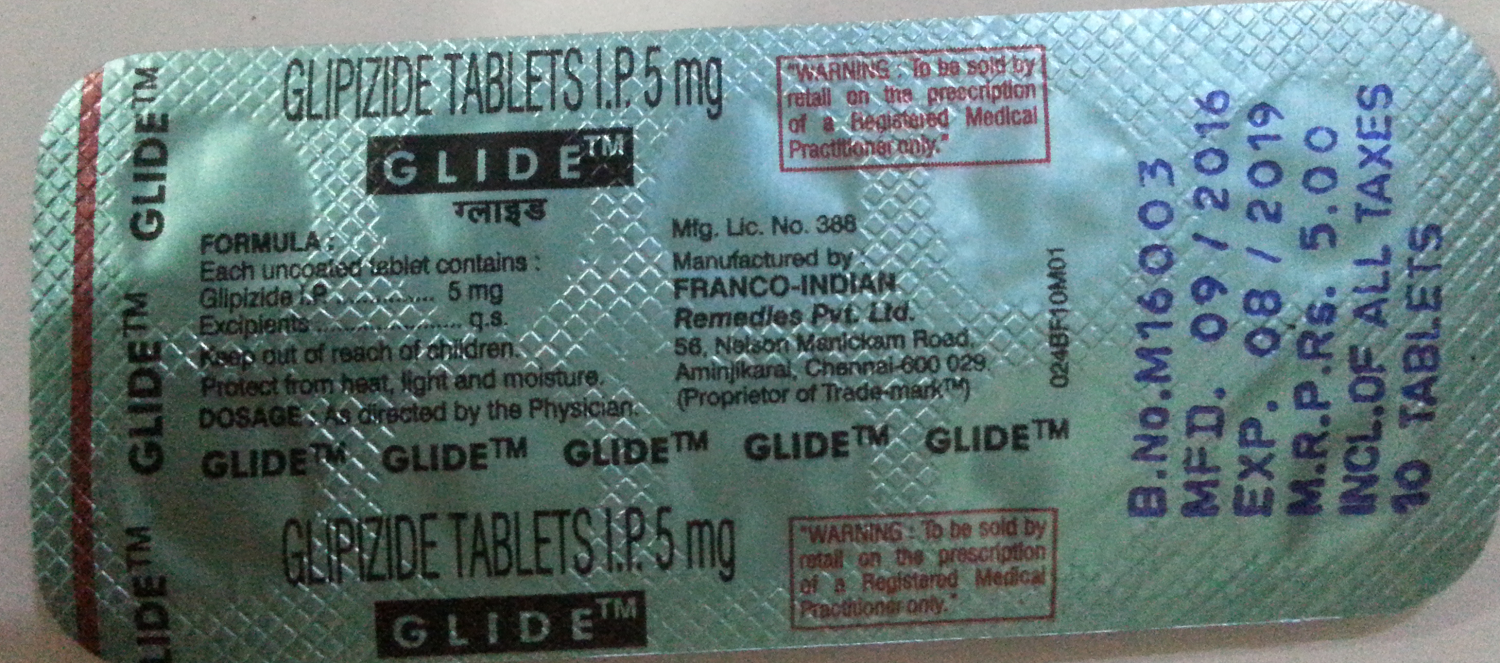 GLIDE™ GLIDE™ LIDE™
GLIPIZIDE TABLETS I.P. 5 mg
GLIDE™
ग्लाइड
FORMULA :
Each uncoated tablet contains :
Glipizide I.P. ............... 5 mg
Excipients ..................... q.s.
Keep out of reach of children.
Protect from heat, light and moisture.
DOSAGE : As directed by the Physician.
"WARNING : To be sold by
retail on the prescription
of a Registered Medical
Practitioner only."
Mfg. Lic. No. 388
Manufactured by :
FRANCO-INDIAN
Remedies Pvt. Ltd.
56, Nelson Manickam Road,
Aminjikarai, Chennai-600 029.
(Proprietor of Trade-mark™)
024BF10M01
GLIDE™ GLIDE™ GLIDE™ GLIDE™ GLIDE™
GLIPIZIDE TABLETS I.P. 5 mg
GLIDE™
"WARNING : To be sold by
retail on the prescription
of a Registered Medical
Practitioner only."
B.No.M16003
MFD. 09/2016
EXP. 08/2019
M.R.P.Rs. 5.00
INCL.OF ALL TAXES
10 TABLETS